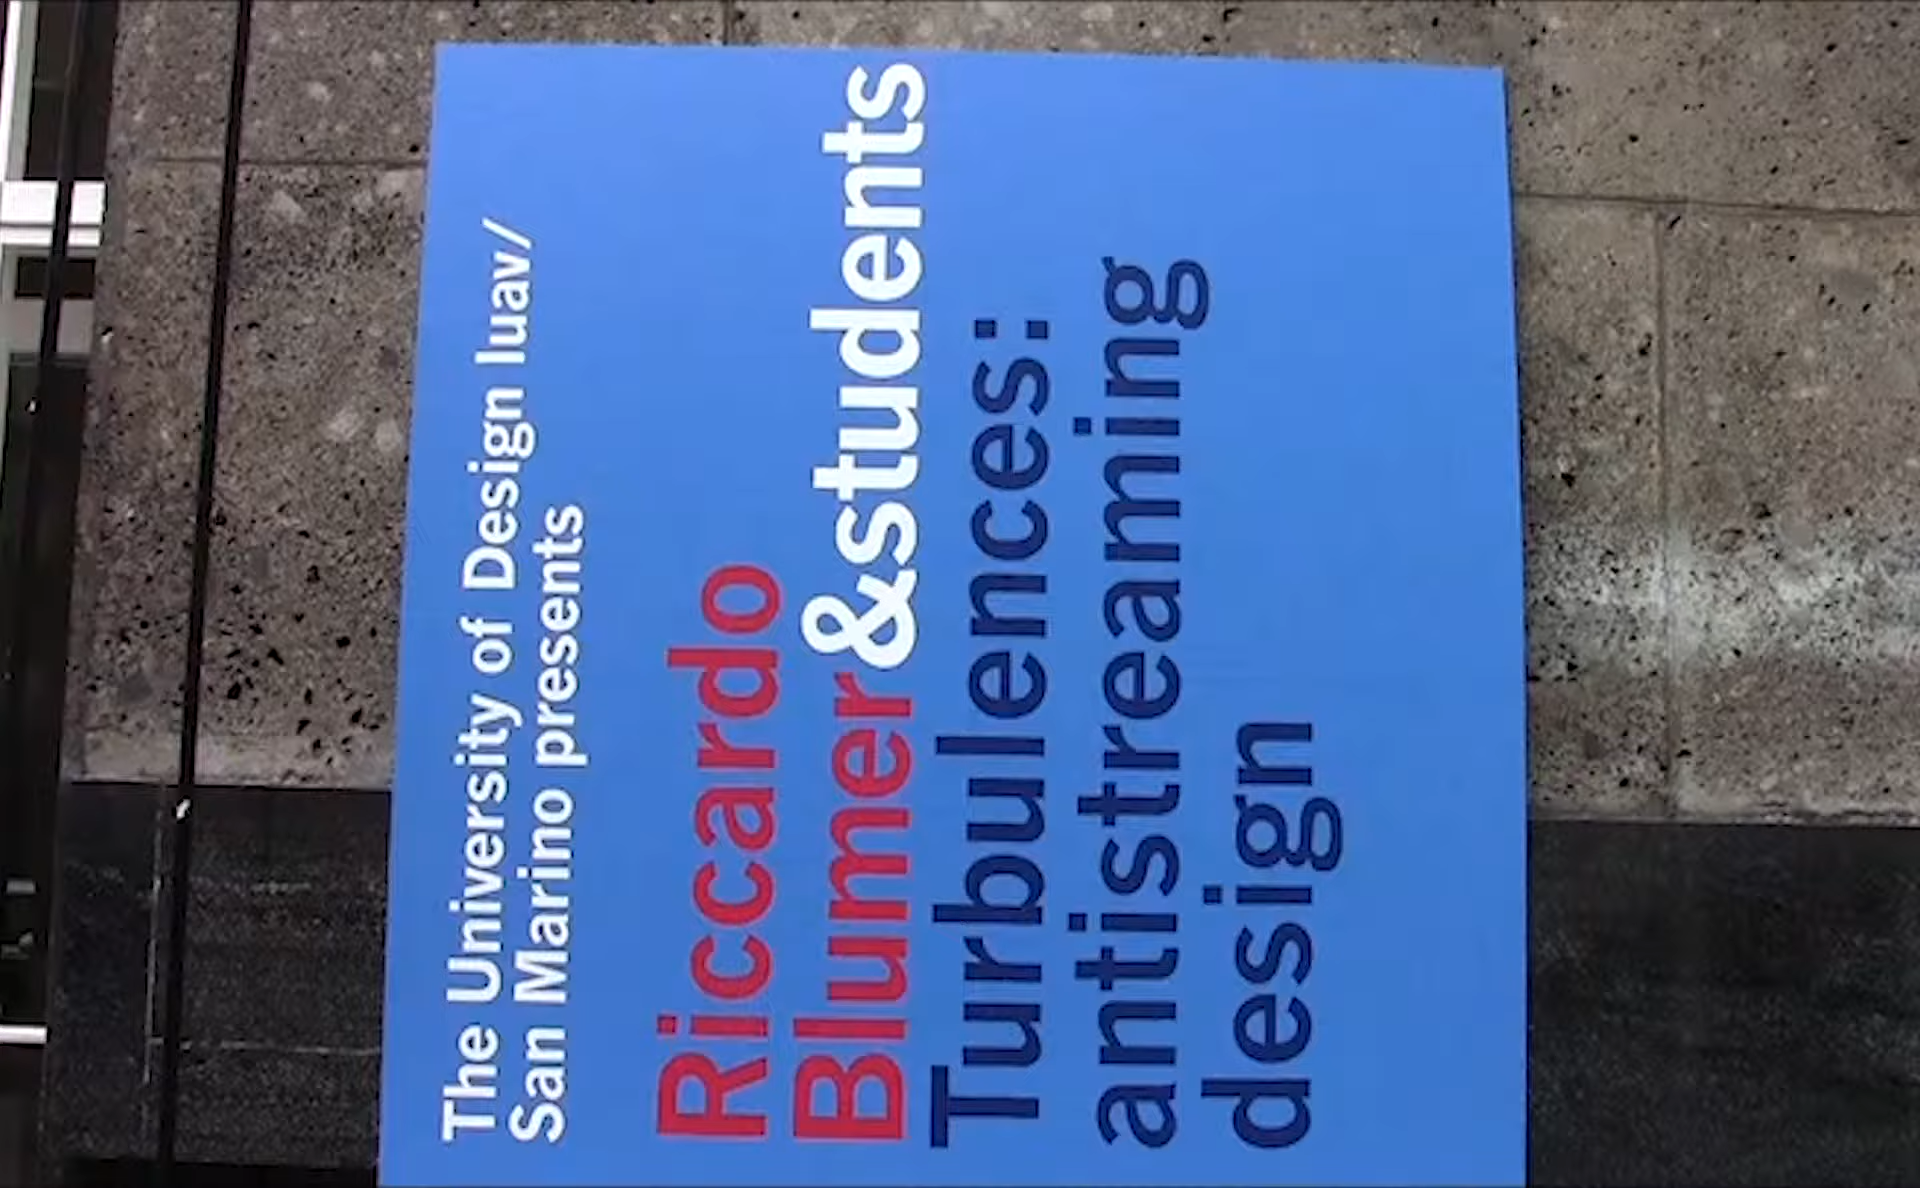 The University of Design Iuav/
San Marino presents
Riccardo
Blumer&students
Turbulences:
antistreaming
design